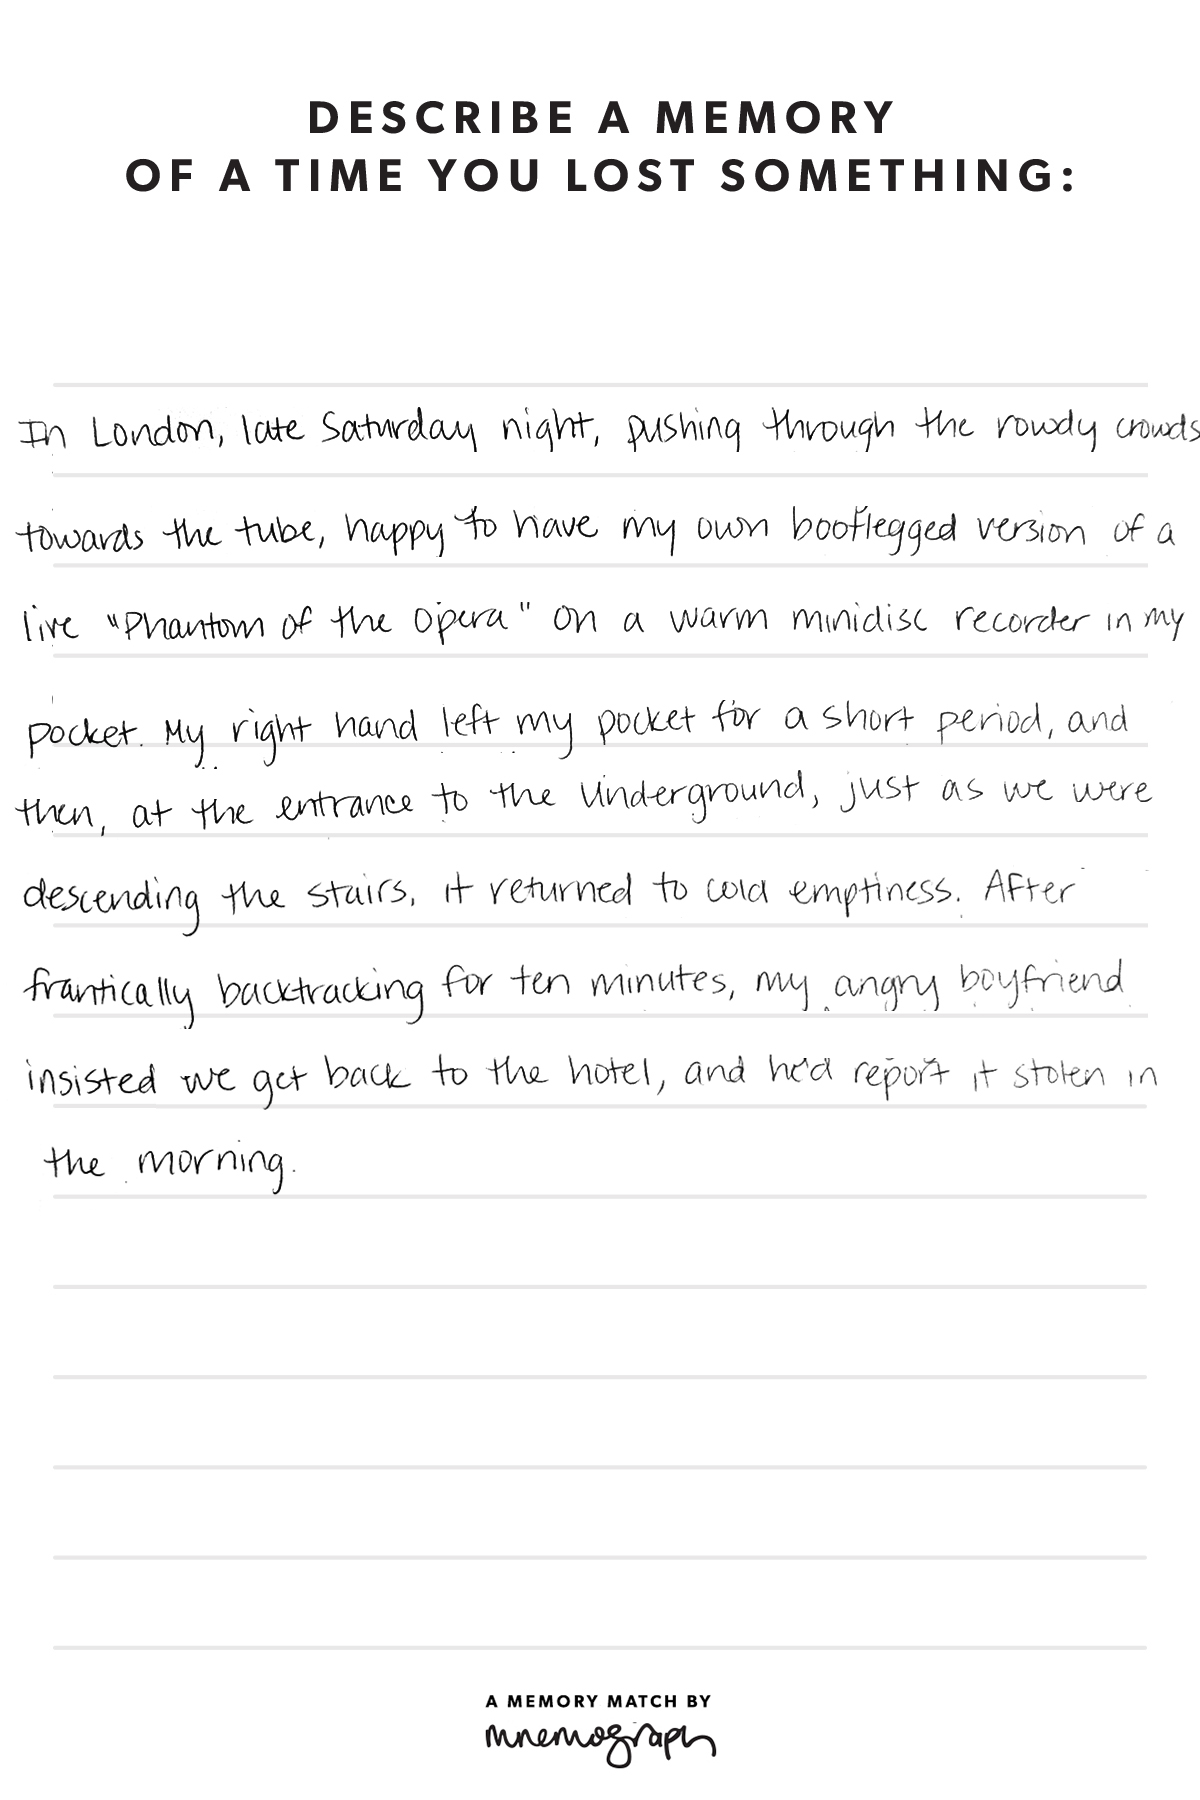 DESCRIBE A MEMORY
OF A TIME YOU LOST SOMETHING:
In London, late Saturday night, pushing through the rowdy crowds
towards the tube, happy to have my own bootlegged version of a
live "Phantom of the Opera" on a warm minidisc recorder in my
pocket. My right hand left my pocket for a short period, and
then, at the entrance to the Underground, just as we were
descending the stairs, it returned to cold emptiness. After
frantically backtracking for ten minutes, my angry boyfriend
insisted we get back to the hotel, and he'd report it stolen in
the morning.
A MEMORY MATCH BY
mnemograph